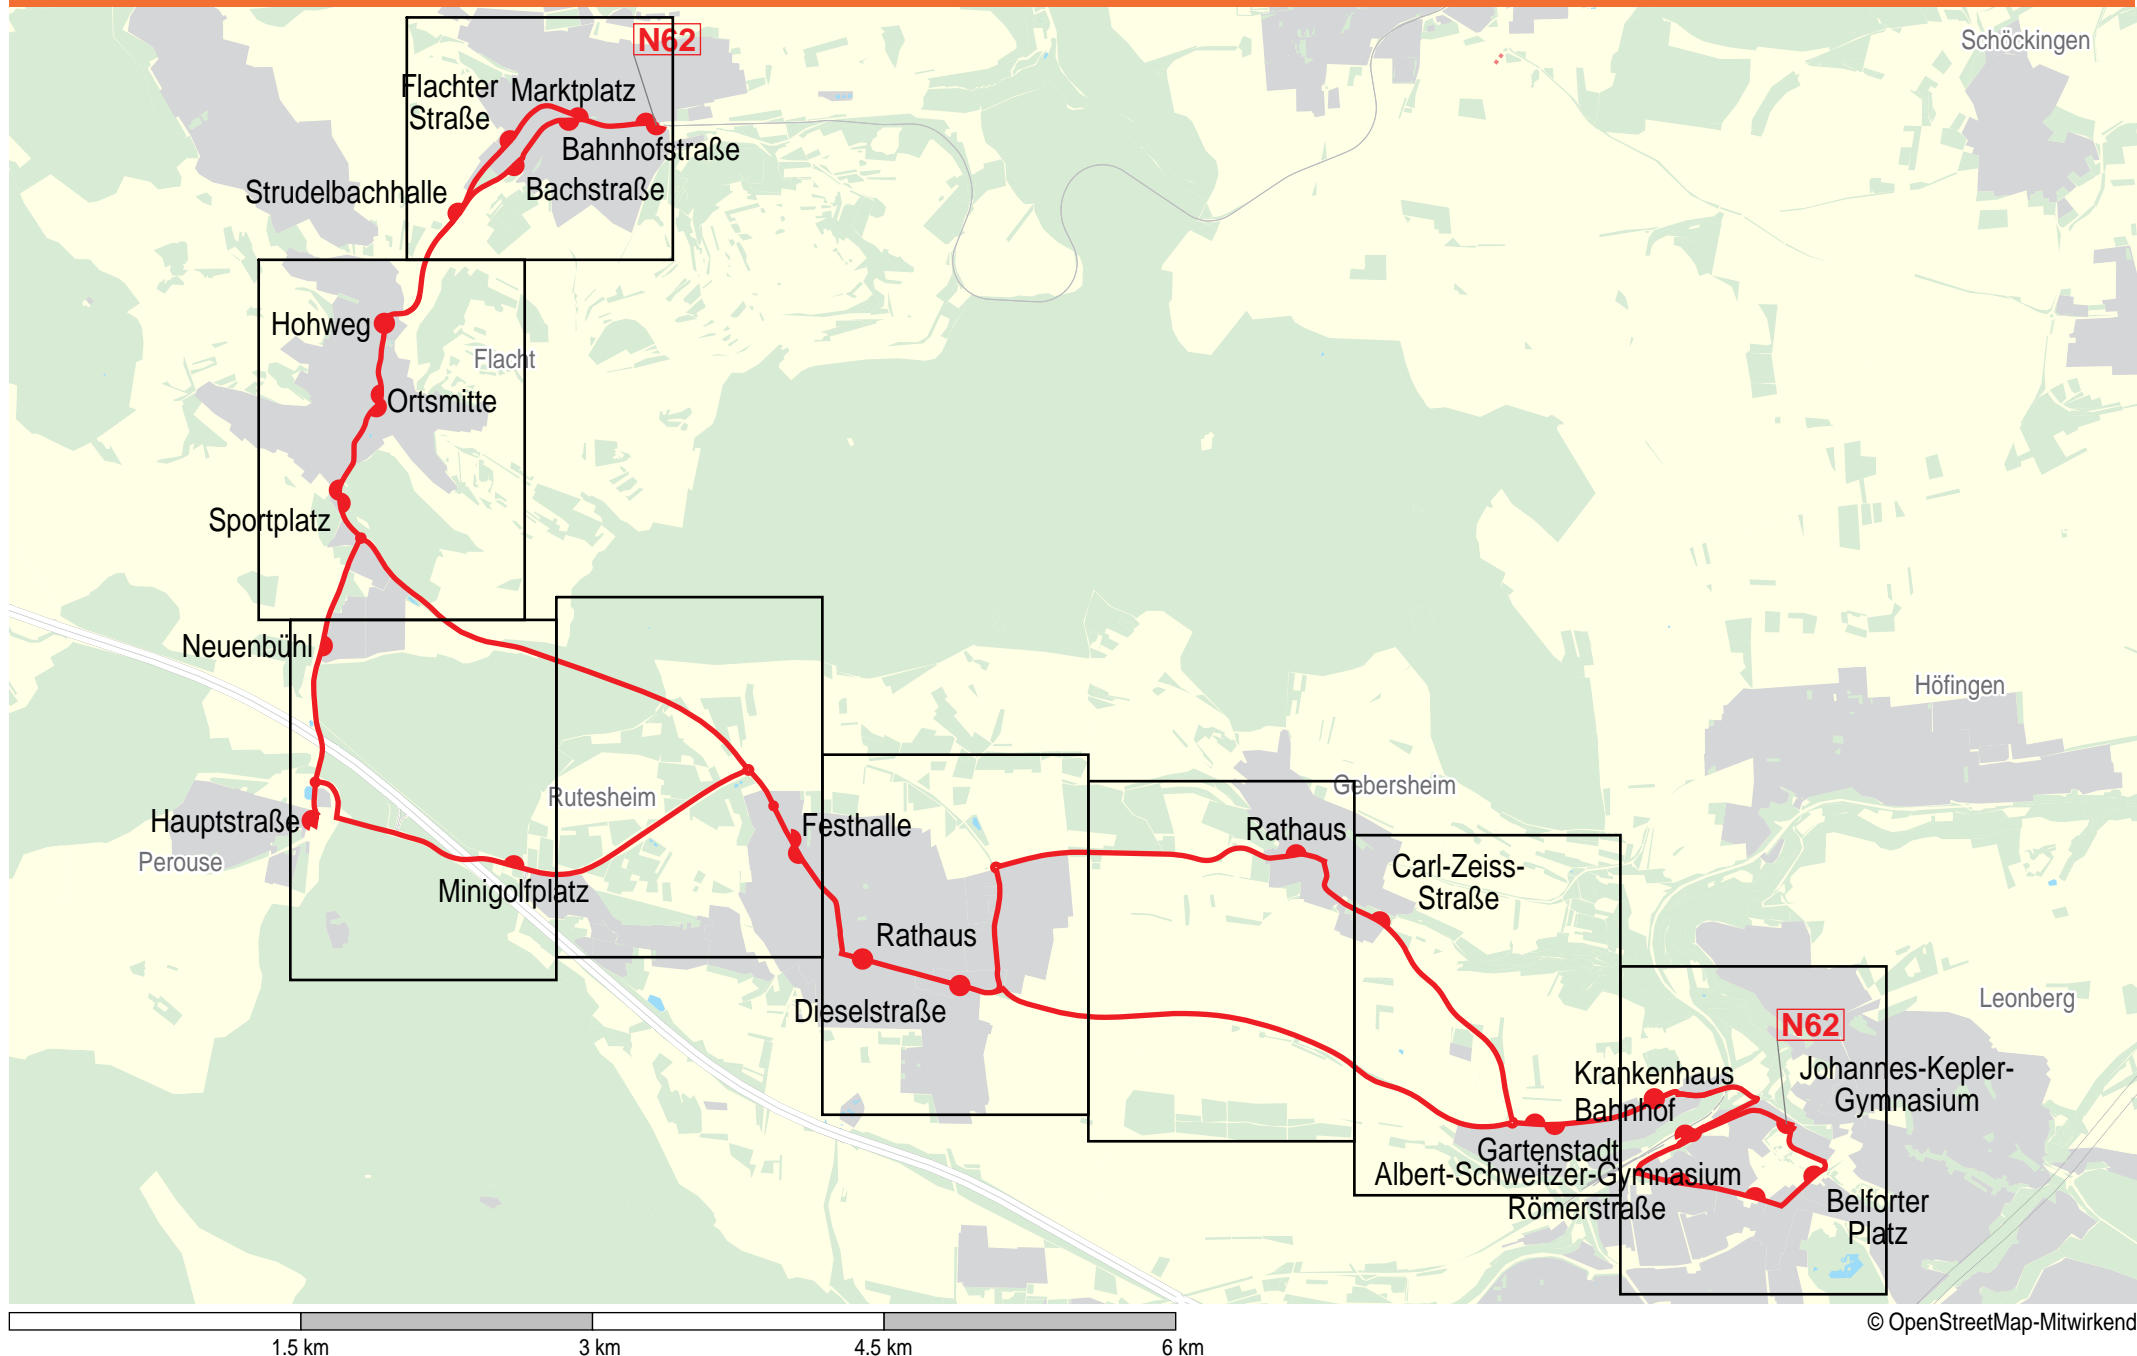 N62
Schöckingen
Flachter
Straße
Marktplatz
Bahnhofstraße
Strudelbachhalle
Bachstraße
Hohweg
Flacht
Ortsmitte
Sportplatz
Neuenbühl
Höfingen
Rutesheim
Gebersheim
Hauptstraße
Festhalle
Rathaus
Perouse
Minigolfplatz
Carl-Zeiss-
Straße
Rathaus
Dieselstraße
Leonberg
N62
Krankenhaus
Johannes-Kepler-
Gymnasium
Bahnhof
Gartenstadt
Albert-Schweitzer-Gymnasium
Römerstraße
Belforter
Platz
© OpenStreetMap-Mitwirkend
1.5 km
3 km
4.5 km
6 km